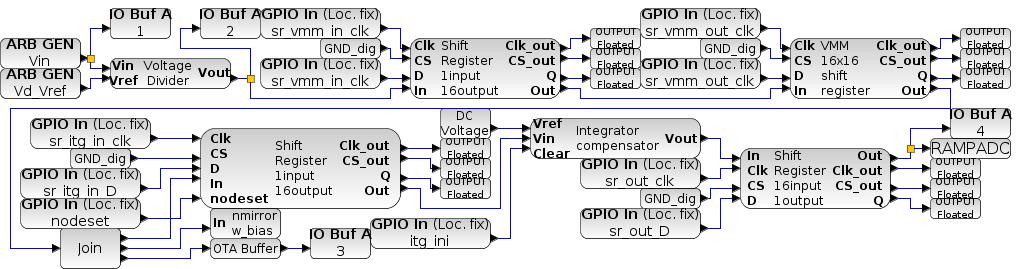 ARB GEN
Vin
ARB GEN
Vd_Vref
IO Buf A
1
Vin Voltage Vout
Vref Divider
IO Buf A
2
GPIO In (Loc. fix)
sr_vmm_in_clk
GND_dig
GPIO In (Loc. fix)
sr_vmm_in_clk
Clk Shift Clk_out
CS Register CS_out
D 1input Q
In 16output Out
OUTPUT
Floated
OUTPUT
Floated
OUTPUT
Floated
GPIO In (Loc. fix)
sr_vmm_out_clk
GND_dig
GPIO In (Loc. fix)
sr_vmm_out_clk
Clk VMM Clk_out
CS 16x16 CS_out
D shift Q
In register Out
OUTPUT
Floated
OUTPUT
Floated
OUTPUT
Floated
GPIO In (Loc. fix)
sr_itg_in_clk
GND_dig
GPIO In (Loc. fix)
sr_itg_in_D
GPIO In (Loc. fix)
nodeset
Join
Clk
CS Shift Clk_out
D Register CS_out
In 1input Q
nodeset 16output Out
DC
Voltage
OUTPUT
Floated
OUTPUT
Floated
OUTPUT
Floated
In nmirror
w_bias
OTA Buffer
IO Buf A
3
GPIO In (Loc. fix)
itg_ini
Vref
Vin Integrator Vout
Clear compensator
GPIO In (Loc. fix)
sr_out_clk
GND_dig
GPIO In (Loc. fix)
sr_out_D
In Shift Out
Clk Register Clk_out
CS 16input CS_out
D 1output Q
IO Buf A
4
RAMPADC
OUTPUT
Floated
OUTPUT
Floated
OUTPUT
Floated